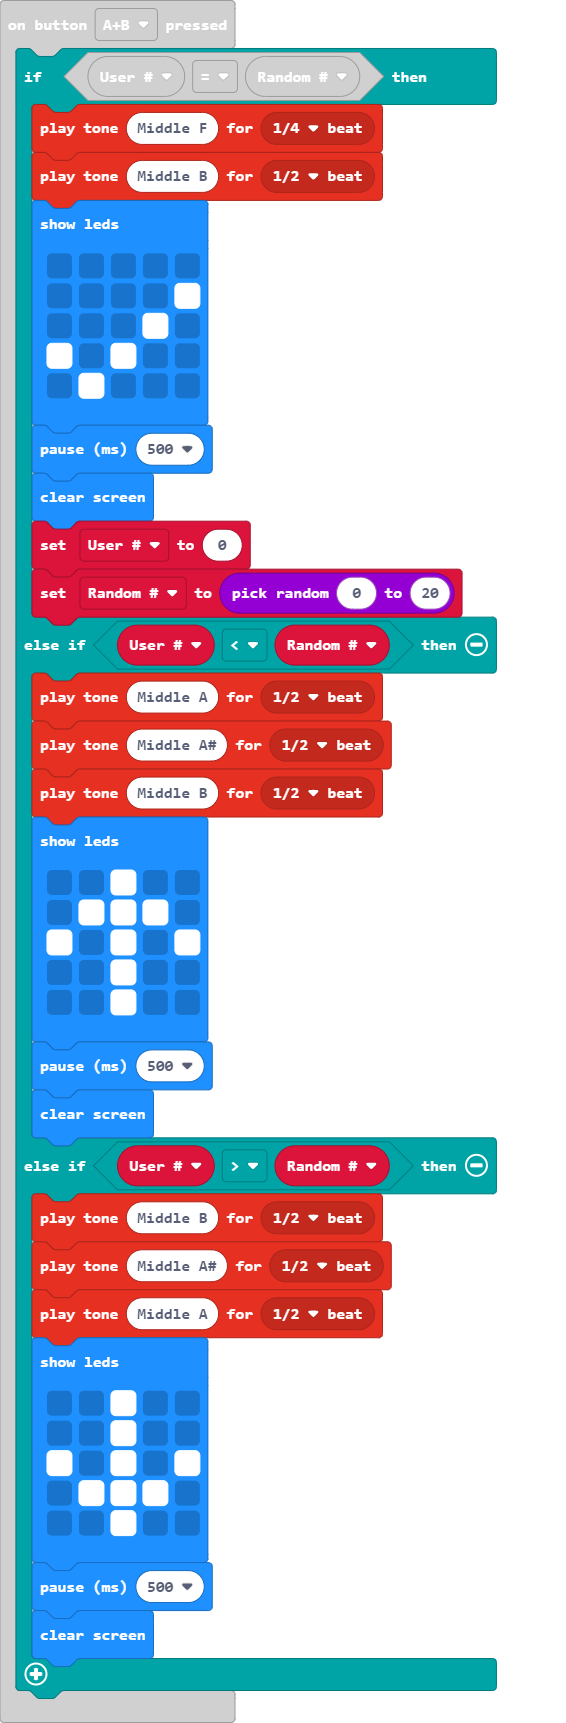 on button A+B pressed
if User # = Random # then
play tone Middle F for 1/4 beat
play tone Middle B for 1/2 beat
show leds
pause (ms) 500
clear screen
set User # to 0
set Random # to pick random 0 to 20
else if User # < Random # then
play tone Middle A for 1/2 beat
play tone Middle A# for 1/2 beat
play tone Middle B for 1/2 beat
show leds
pause (ms) 500
clear screen
else if User # > Random # then
play tone Middle B for 1/2 beat
play tone Middle A# for 1/2 beat
play tone Middle A for 1/2 beat
show leds
pause (ms) 500
clear screen